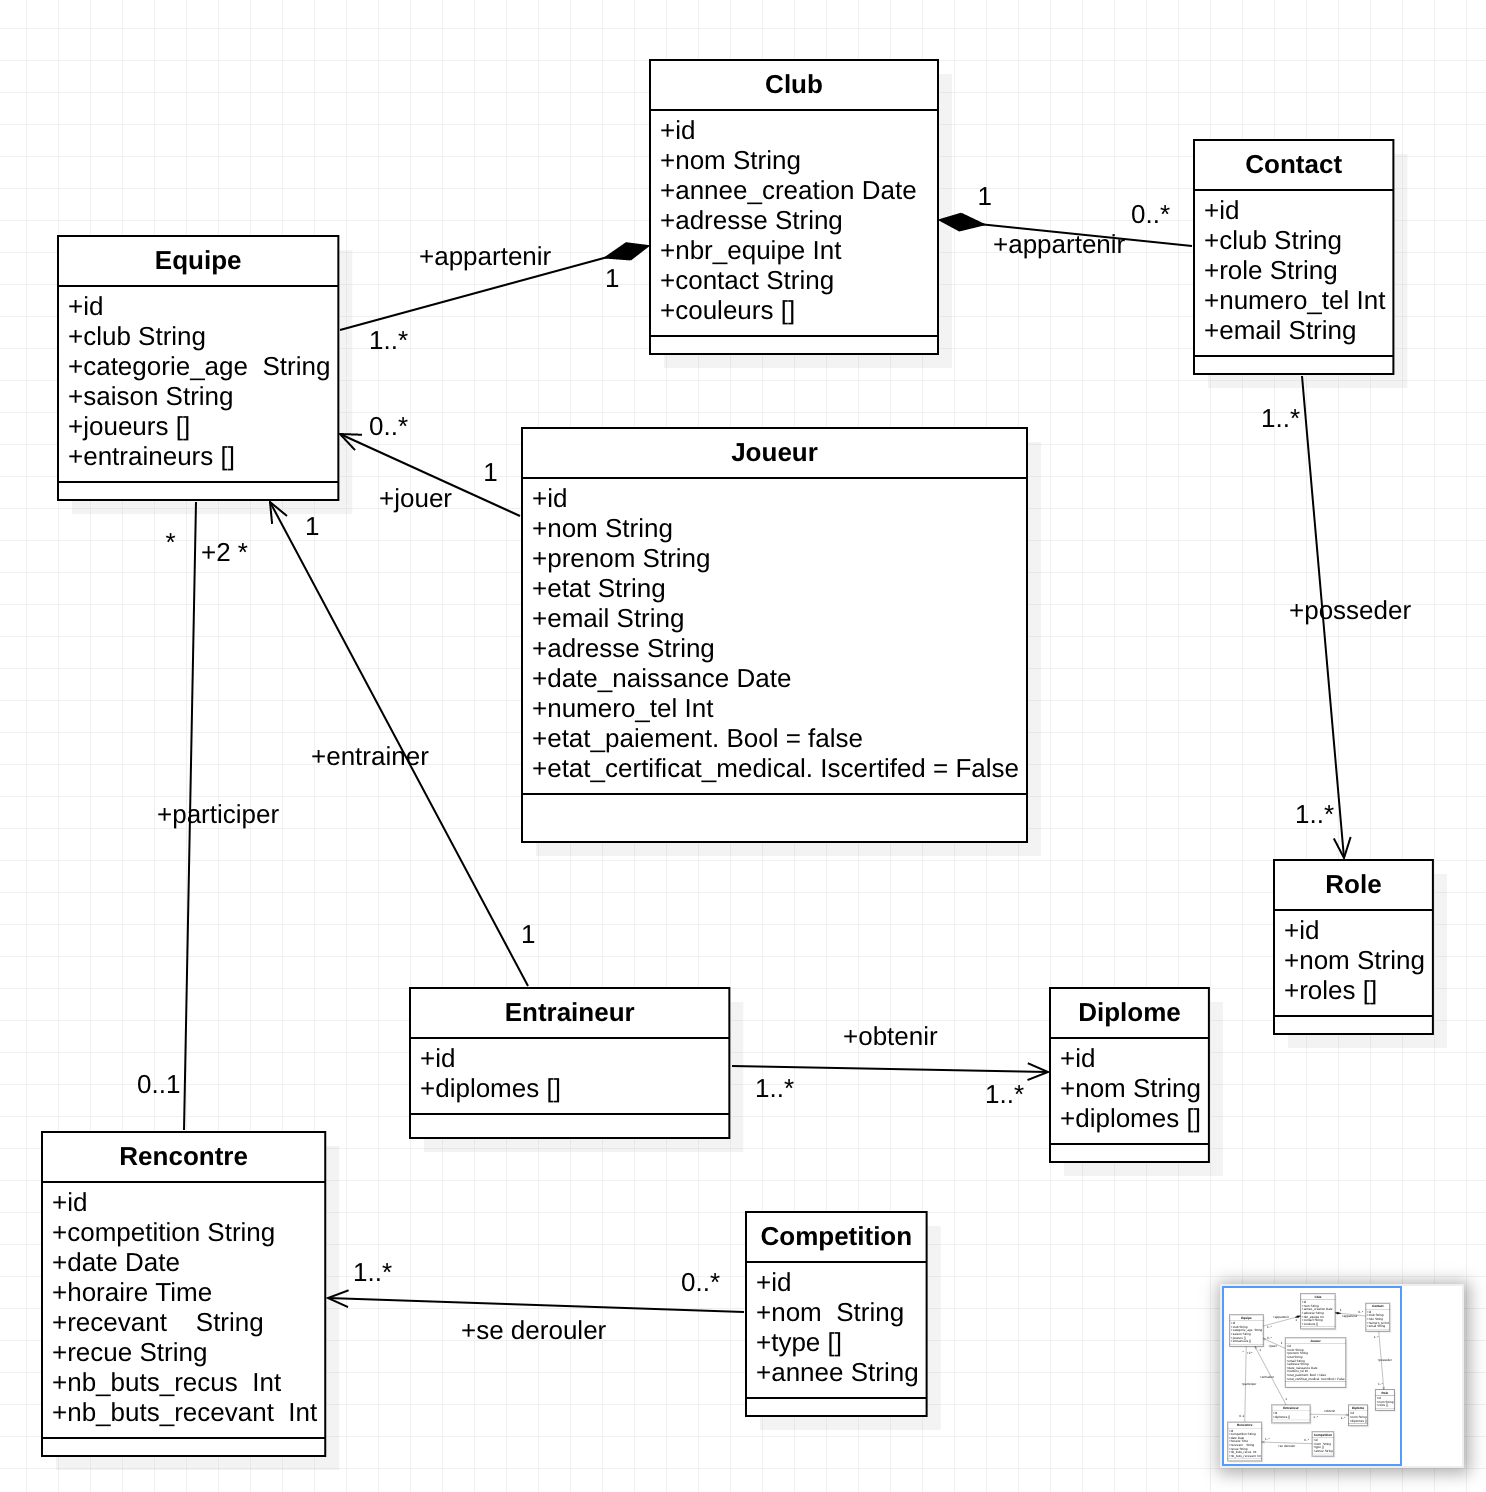 Club
+id
+nom String
+annee_creation Date
+adresse String
+nbr_equipe Int
+contact String
+couleurs []
Contact
+id
+club String
+role String
+numero_tel Int
+email String
1
0..*
+appartenir
Equipe
+id
+club String
+categorie_age  String
+saison String
+joueurs []
+entraineurs []
+appartenir
1
1..*
0..*
1
+jouer
Joueur
+id
+nom String
+prenom String
+etat String
+email String
+adresse String
+date_naissance Date
+numero_tel Int
+etat_paiement. Bool = false
+etat_certificat_medical. Iscertifed = False
1..*
+posseder
1..*
*
+2 *
1
+entrainer
+participer
1
0..1
Role
+id
+nom String
+roles []
Entraineur
+id
+diplomes []
+obtenir
1..*
1..*
Diplome
+id
+nom String
+diplomes []
Rencontre
+id
+competition String
+date Date
+horaire Time
+recevant    String
+recue String
+nb_buts_recus  Int
+nb_buts_recevant  Int
1..*
0..*
+se derouler
Competition
+id
+nom  String
+type []
+annee String